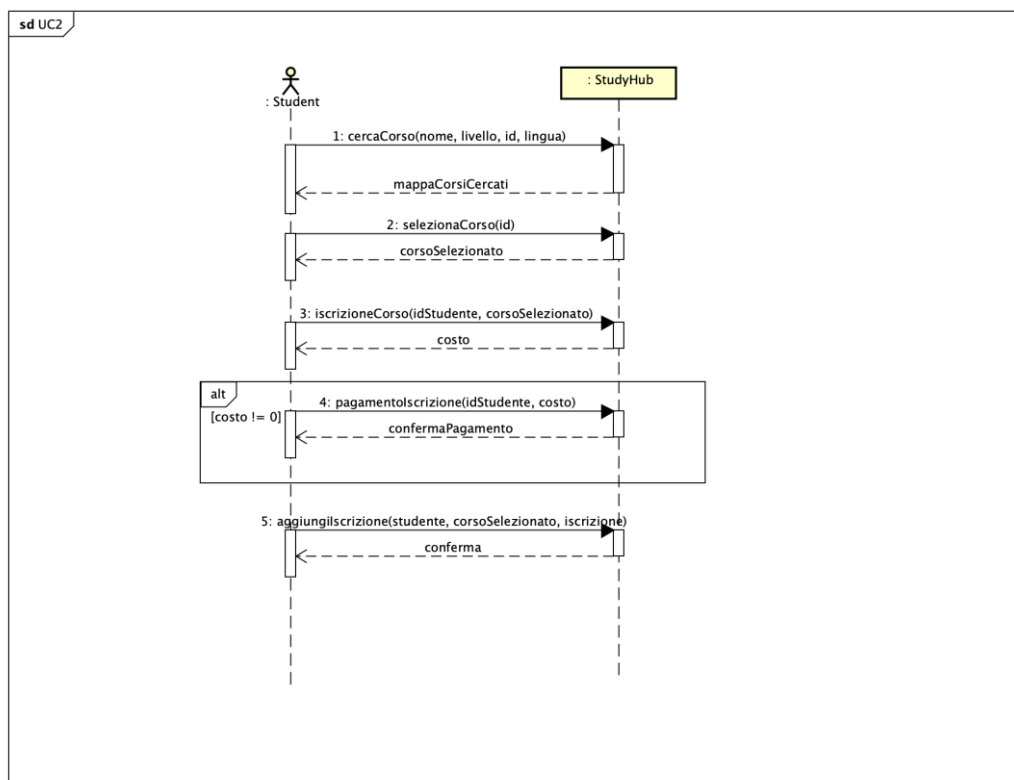 sd UC2
: Student
: StudyHub
1: cercaCorso(nome, livello, id, lingua)
mappaCorsiCercati
2: selezionaCorso(id)
corsoSelezionato
3: iscrizioneCorso(idStudente, corsoSelezionato)
costo
alt
[costo != 0]
4: pagamentoIscrizione(idStudente, costo)
confermaPagamento
5: aggiungiIscrizione(studente, corsoSelezionato, iscrizione)
conferma